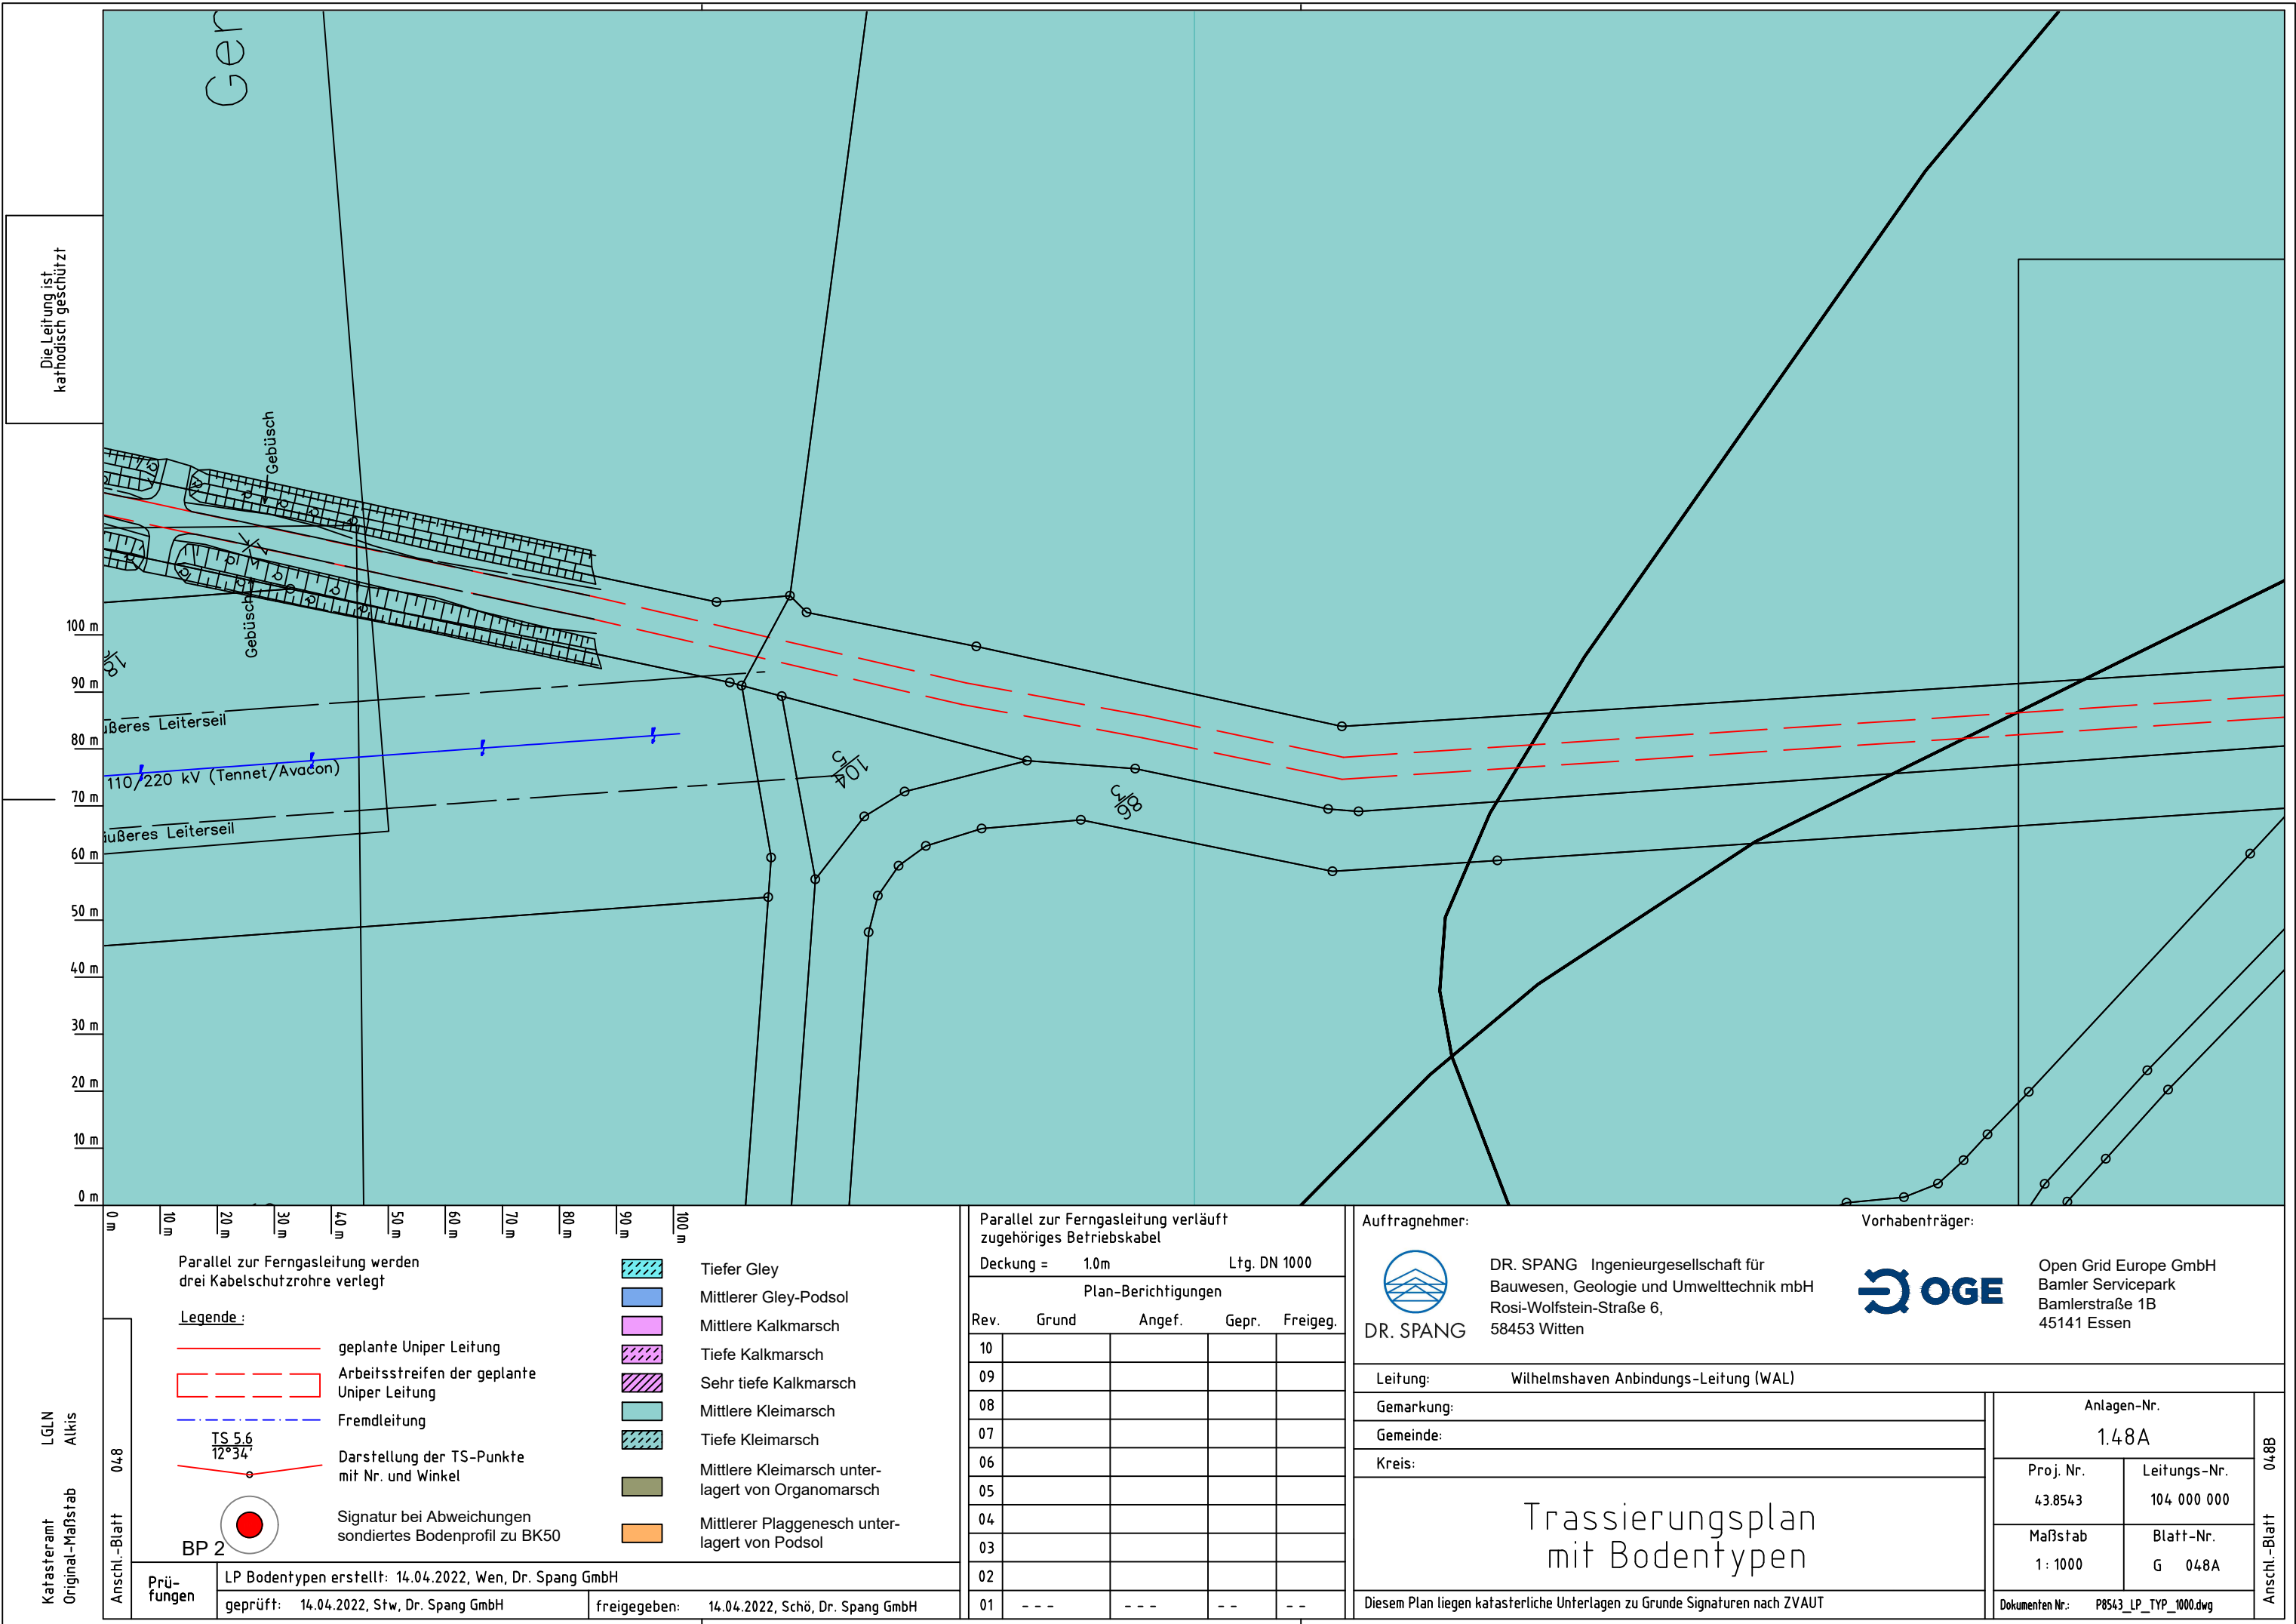 Ger
Die Leitung ist
kathodisch geschützt
Gebüsch
Gebüsch
äußeres Leiterseil
110/220 kV (Tennet/Avacon)
äußeres Leiterseil
104
5
86
3
100 m
90 m
80 m
70 m
60 m
50 m
40 m
30 m
20 m
10 m
0 m
0 m
10 m
20 m
30 m
40 m
50 m
60 m
70 m
80 m
90 m
100 m
Parallel zur Ferngasleitung werden
drei Kabelschutzrohre verlegt
Legende :
geplante Uniper Leitung
Arbeitsstreifen der geplante
Uniper Leitung
Fremdleitung
TS 5.6
12°34'
Darstellung der TS-Punkte
mit Nr. und Winkel
BP 2
Signatur bei Abweichungen
sondiertes Bodenprofil zu BK50
Tiefer Gley
Mittlerer Gley-Podsol
Mittlere Kalkmarsch
Tiefe Kalkmarsch
Sehr tiefe Kalkmarsch
Mittlere Kleimarsch
Tiefe Kleimarsch
Mittlere Kleimarsch unter-
lagert von Organomarsch
Mittlerer Plaggenesch unter-
lagert von Podsol
Katasteramt LGLN
Original-Maßstab Alkis
Anschl.-Blatt 048
Prü-
fungen
LP Bodentypen erstellt: 14.04.2022, Wen, Dr. Spang GmbH
geprüft: 14.04.2022, Stw, Dr. Spang GmbH
freigegeben: 14.04.2022, Schö, Dr. Spang GmbH
Parallel zur Ferngasleitung verläuft
zugehöriges Betriebskabel
Deckung = 1.0m Ltg. DN 1000
Plan-Berichtigungen
Rev. Grund Angef. Gepr. Freigeg.
10
09
08
07
06
05
04
03
02
01 --- --- -- --
Auftragnehmer:
DR. SPANG
DR. SPANG Ingenieurgesellschaft für
Bauwesen, Geologie und Umwelttechnik mbH
Rosi-Wolfstein-Straße 6,
58453 Witten
Vorhabenträger:
OGE
Open Grid Europe GmbH
Bamler Servicepark
Bamlerstraße 1B
45141 Essen
Leitung: Wilhelmshaven Anbindungs-Leitung (WAL)
Gemarkung:
Gemeinde:
Kreis:
Trassierungsplan
mit Bodentypen
Diesem Plan liegen katasterliche Unterlagen zu Grunde Signaturen nach ZVAUT
Anlagen-Nr.
1.48A
Proj. Nr.
43.8543
Leitungs-Nr.
104 000 000
Maßstab
1 : 1000
Blatt-Nr.
G 048A
Dokumenten Nr.: P8543_LP_TYP_1000.dwg
Anschl.-Blatt 048B